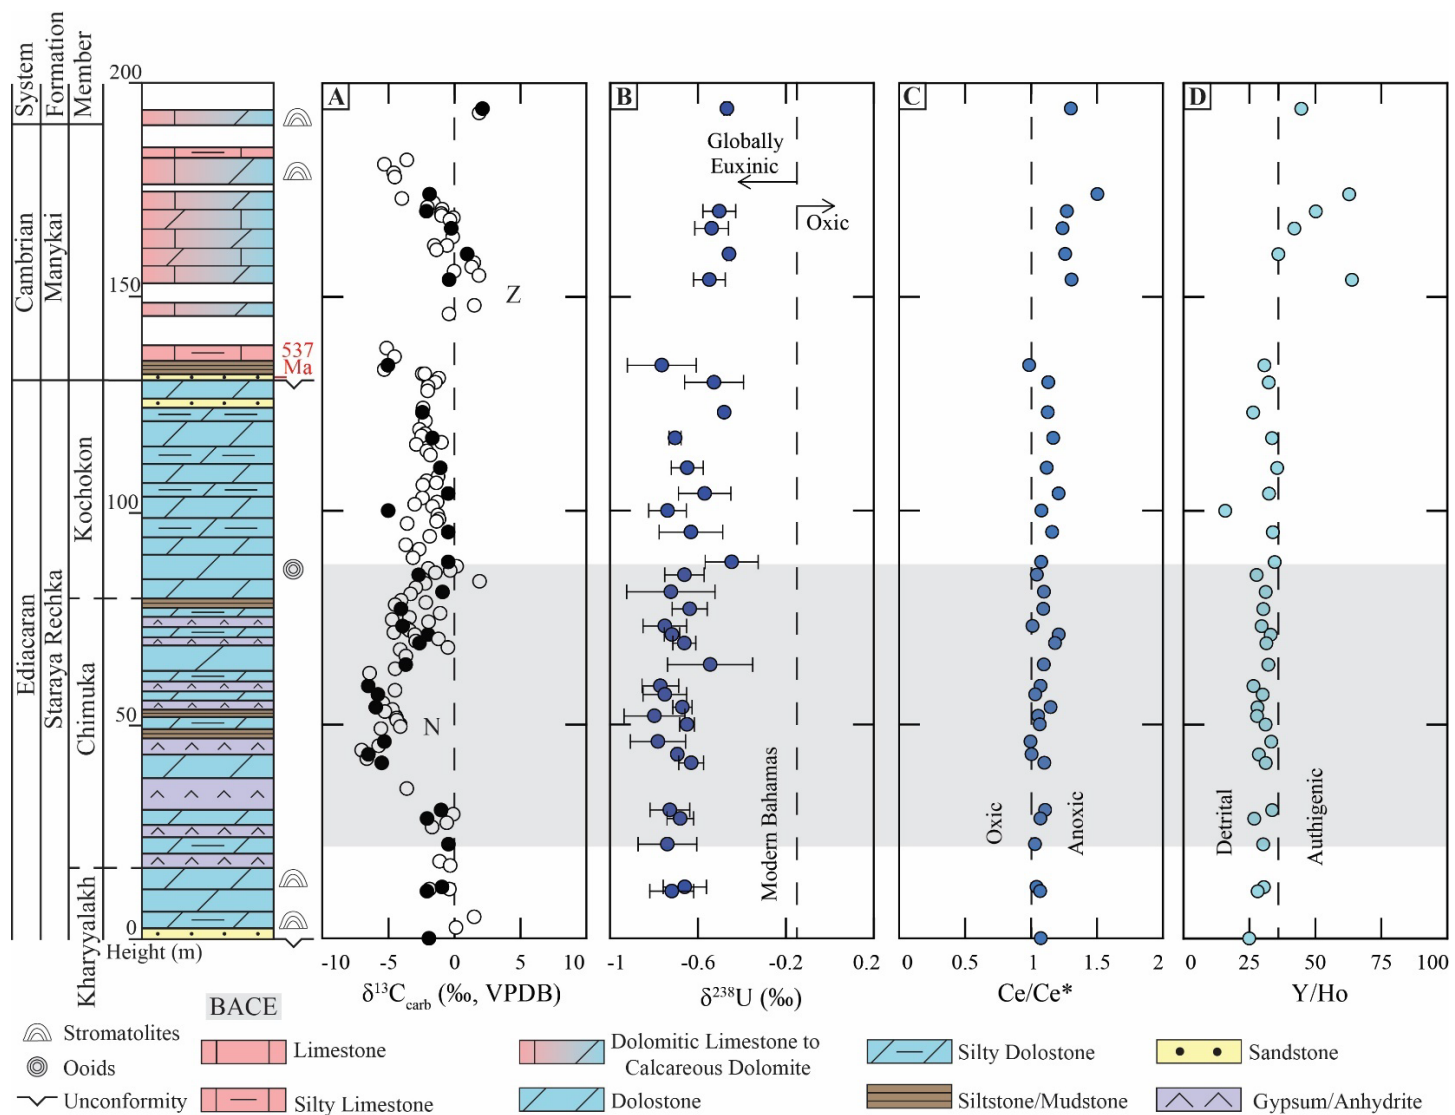 System
Formation
Member
Cambrian
Manykai
Ediacaran
Staraya Rechka
Kochokon
Chimuka
Kharyyalakh
200
150
100
50
0
Height (m)
537
Ma
A
Z
N
-10 -5 0 5 10
δ¹³C_carb (‰, VPDB)
B
Globally
Euxinic
Oxic
Modern Bahamas
-1 -0.6 -0.2 0.2
δ²³⁸U (‰)
C
Oxic
Anoxic
0 0.5 1 1.5 2
Ce/Ce*
D
Detrital
Authigenic
0 25 50 75 100
Y/Ho
BACE
Stromatolites
Ooids
Unconformity
Limestone
Silty Limestone
Dolomitic Limestone to
Calcareous Dolomite
Dolostone
Silty Dolostone
Siltstone/Mudstone
Sandstone
Gypsum/Anhydrite